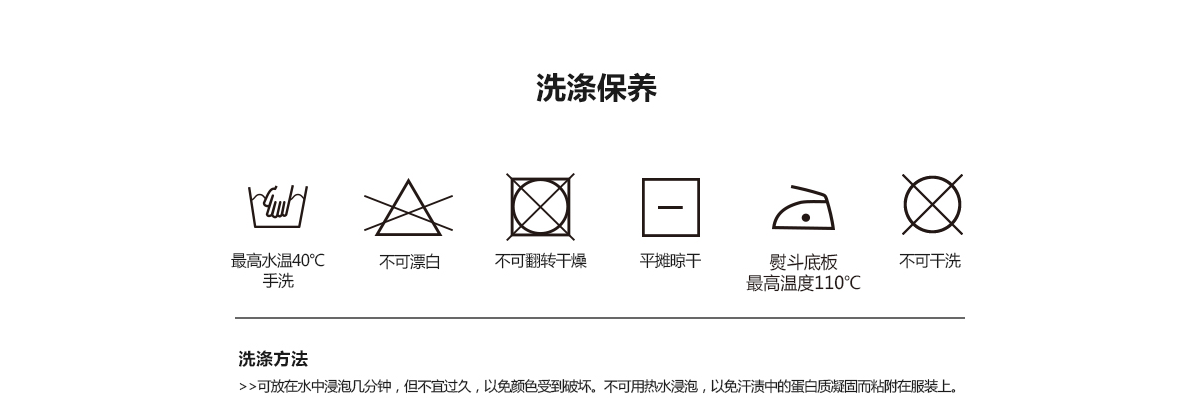 洗涤保养
最高水温40℃
手洗
不可漂白
不可翻转干燥
平摊晾干
熨斗底板
最高温度110℃
不可干洗
洗涤方法
>>可放在水中浸泡几分钟，但不宜过久，以免颜色受到破坏。不可用热水浸泡，以免汗渍中的蛋白质凝固而粘附在服装上。